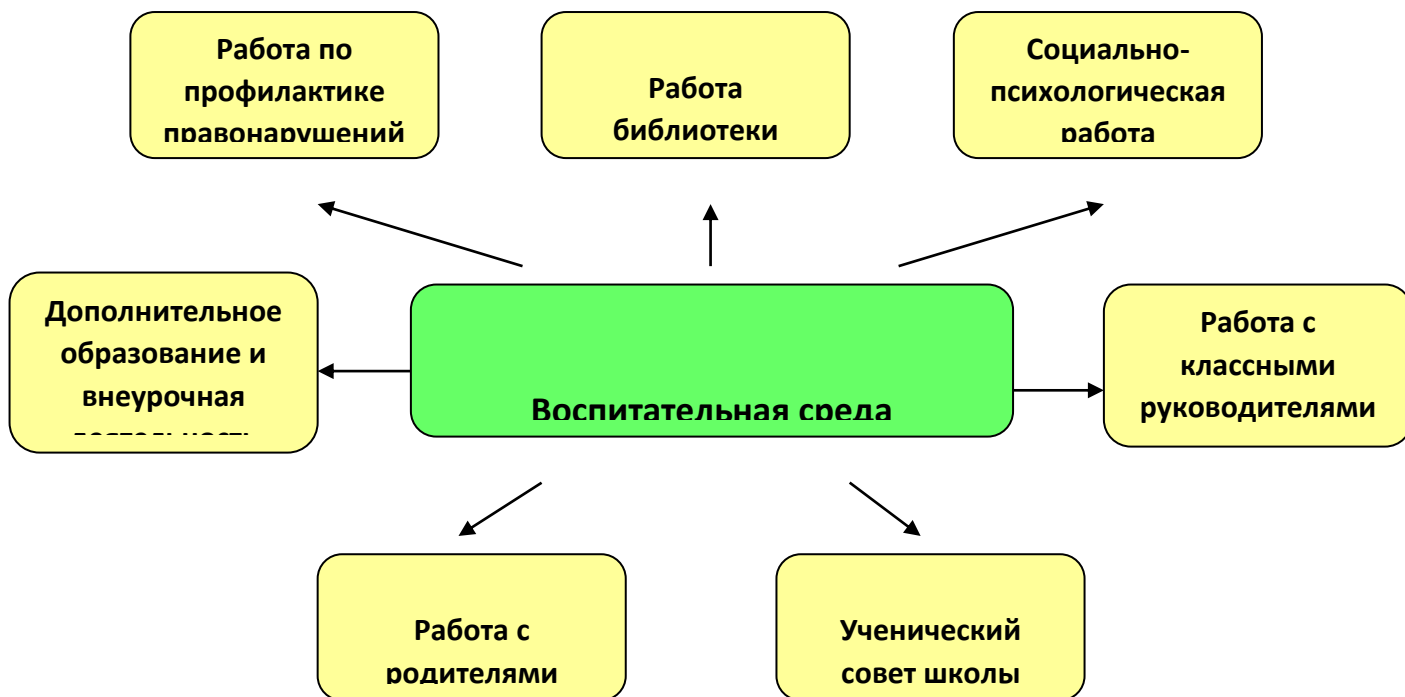 Работа по
профилактике
правонарушений
Работа
библиотеки
Социально-
психологическая
работа
Дополнительное
образование и
внеурочная
деятельность
Воспитательная среда
Работа с
классными
руководителями
Работа с
родителями
Ученический
совет школы